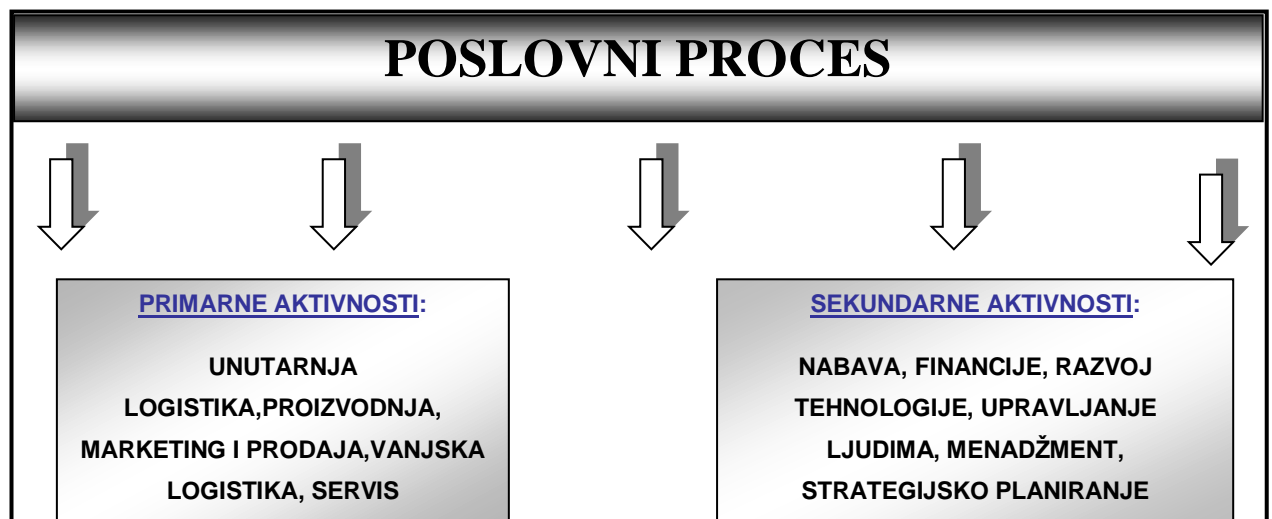 POSLOVNI PROCES
PRIMARNE AKTIVNOSTI:
UNUTARNJA
LOGISTIKA,PROIZVODNJA,
MARKETING I PRODAJA,VANJSKA
LOGISTIKA, SERVIS
SEKUNDARNE AKTIVNOSTI:
NABAVA, FINANCIJE, RAZVOJ
TEHNOLOGIJE, UPRAVLJANJE
LJUDIMA, MENADŽMENT,
STRATEGIJSKO PLANIRANJE